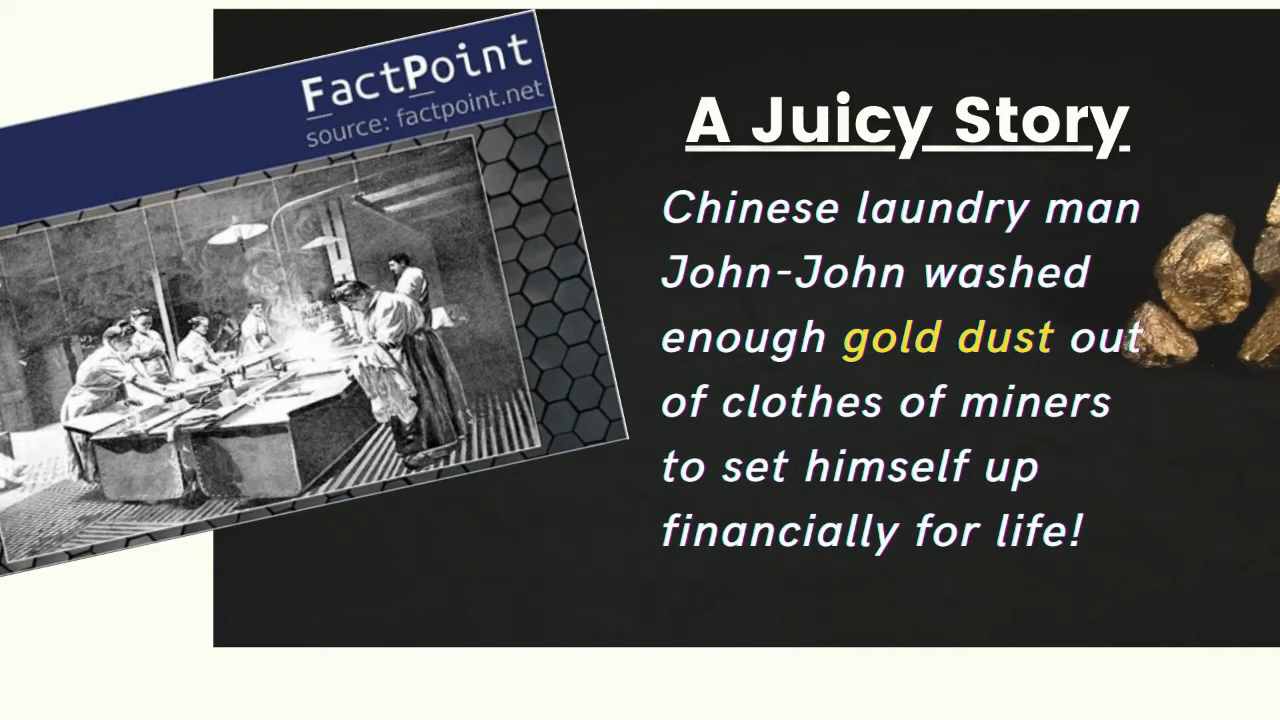 FactPoint
source: factpoint.net
A Juicy Story
Chinese laundry man
John-John washed
enough gold dust out
of clothes of miners
to set himself up
financially for life!